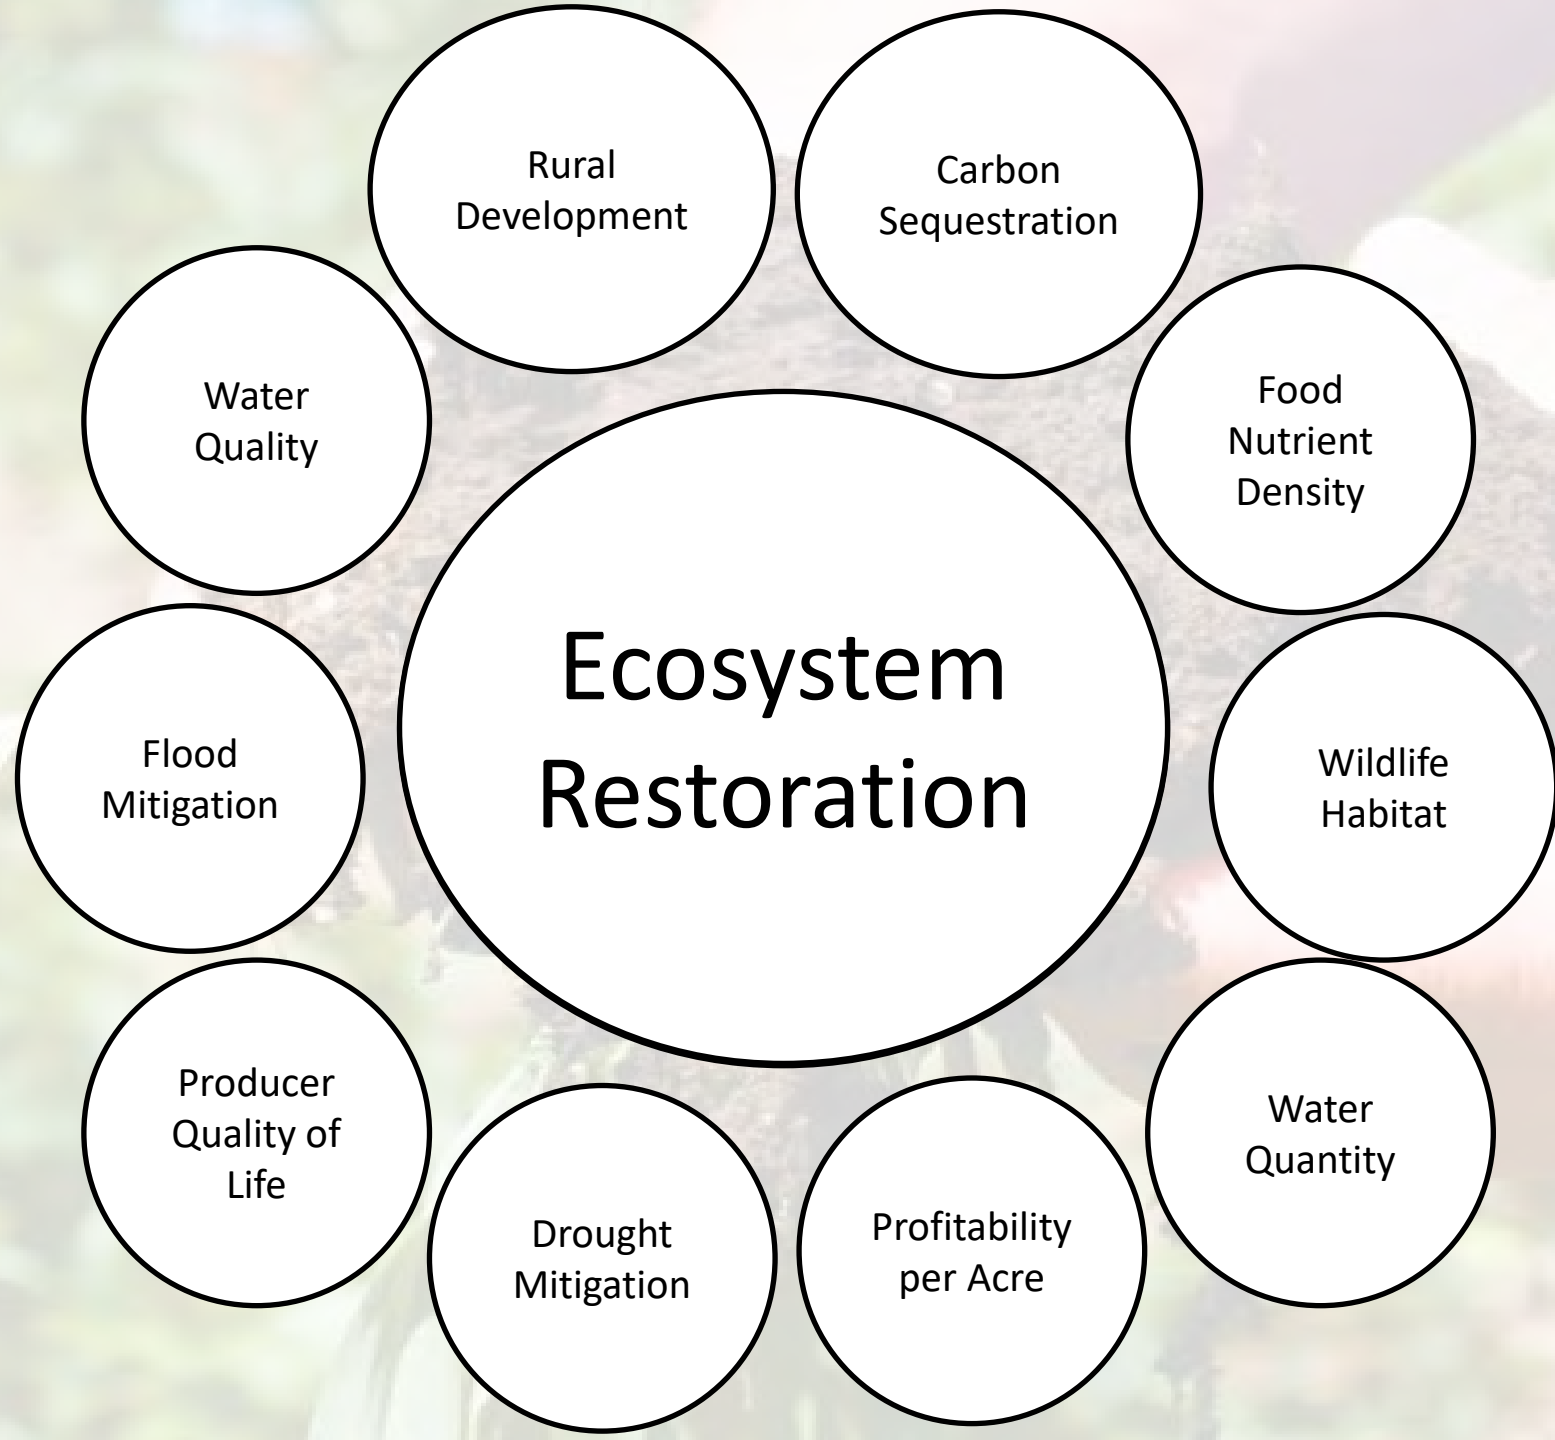 Rural
Development
Carbon
Sequestration
Water
Quality
Food
Nutrient
Density
Ecosystem
Restoration
Flood
Mitigation
Wildlife
Habitat
Producer
Quality of
Life
Water
Quantity
Drought
Mitigation
Profitability
per Acre